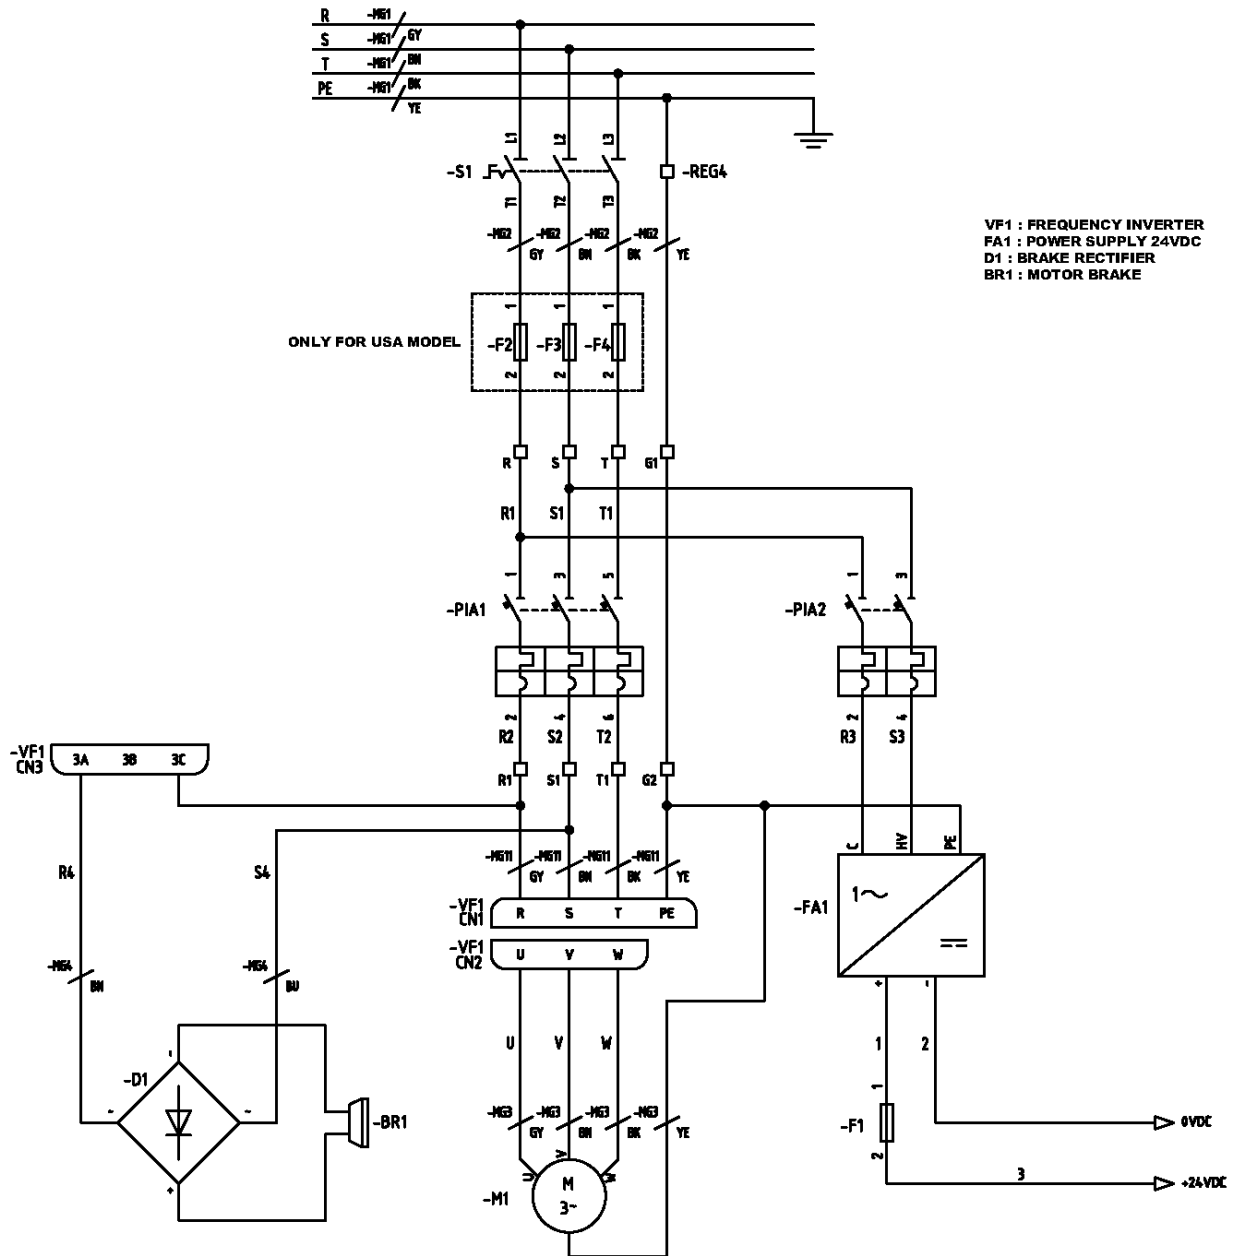 R -MG1 GY
S -MG1 BN
T -MG1 BK
PE -MG1 YE
L1 L2 L3
-S1 -REG4
T1 T2 T3
-MG2 GY -MG2 BN -MG2 BK -MG2 YE
VF1 : FREQUENCY INVERTER
FA1 : POWER SUPPLY 24VDC
D1 : BRAKE RECTIFIER
BR1 : MOTOR BRAKE
1 1 1
ONLY FOR USA MODEL -F2 -F3 -F4
2 2 2
R S T G1
R1 S1 T1
1 3 5 1 3
-PIA1 -PIA2
2 4 6 2 4
R2 S2 T2 R3 S3
-VF1
CN3
3A 3B 3C
R1 S1 T1 G2
C HV PE
-MG11 GY -MG11 BN -MG11 BK -MG11 YE
R4 S4
-VF1
CN1
R S T PE
-FA1 1~
-VF1
CN2
U V W
-MG4 BN -MG4 BU
+ -
U V W 1 2
-D1 - ~ ~ +
-BR1
-MG3 GY -MG3 BN -MG3 BK -MG3 YE
1
-F1
2
0VDC
U V W
-M1 M
3~
3 +24VDC